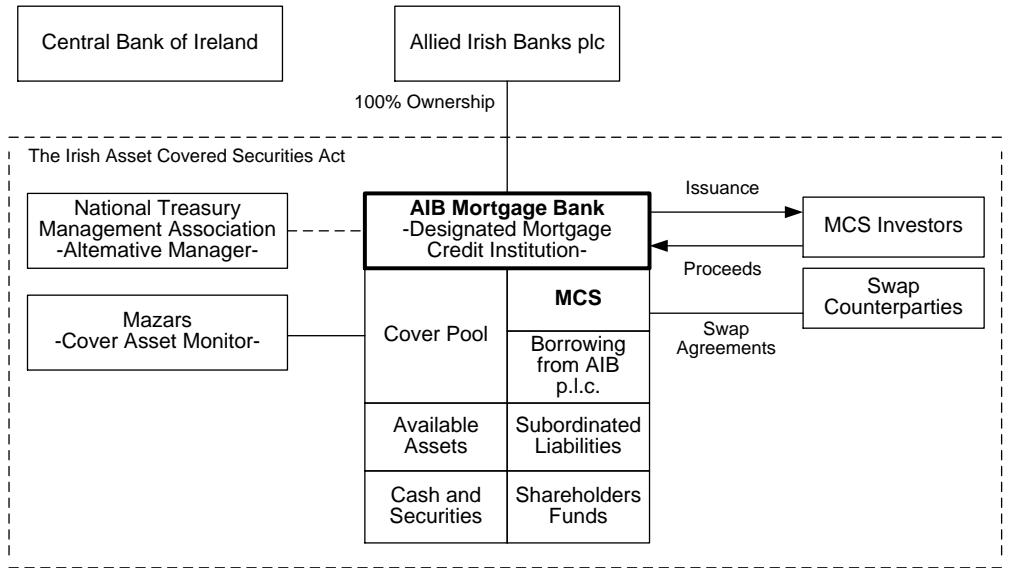 Central Bank of Ireland
Allied Irish Banks plc
100% Ownership
The Irish Asset Covered Securities Act
National Treasury
Management Association
-Alternative Manager-
AIB Mortgage Bank
-Designated Mortgage
Credit Institution-
Issuance
MCS Investors
Proceeds
Mazars
-Cover Asset Monitor-
Cover Pool
MCS
Borrowing
from AIB
p.l.c.
Swap
Counterparties
Swap
Agreements
Available
Assets
Subordinated
Liabilities
Cash and
Securities
Shareholders
Funds